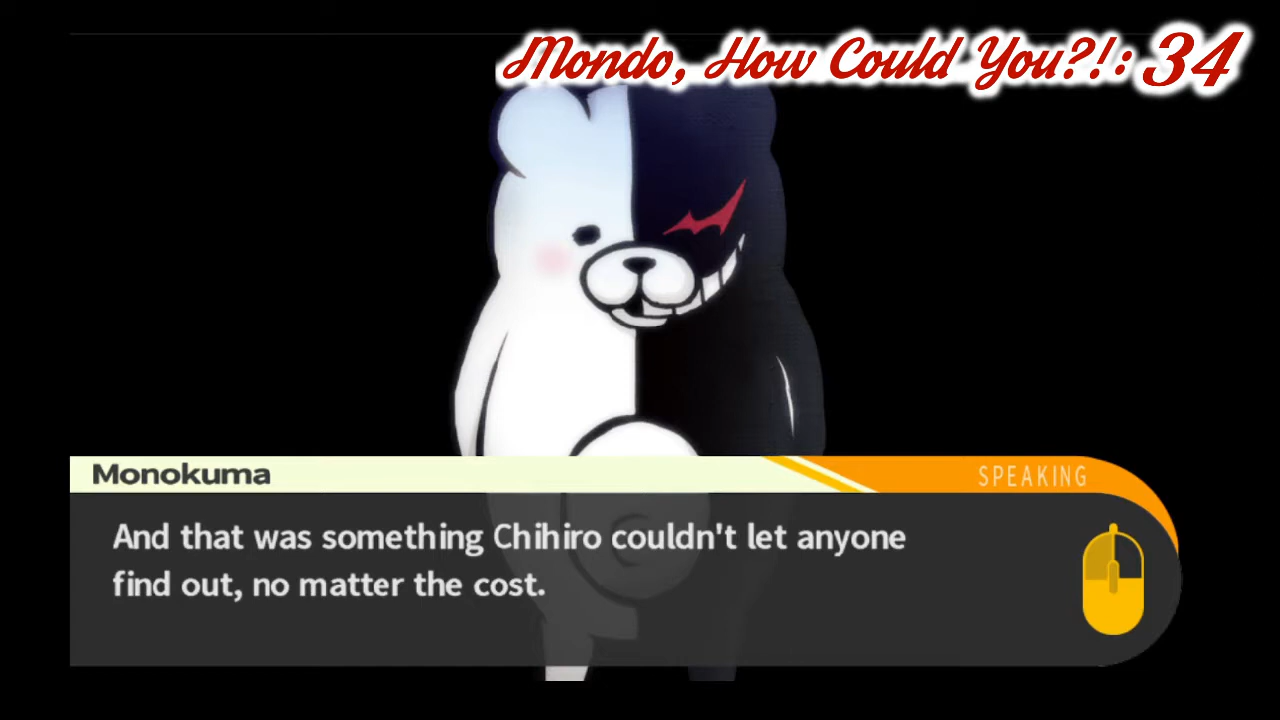 Mondo, How Could You?!: 34
Monokuma
SPEAKING
And that was something Chihiro couldn't let anyone
find out, no matter the cost.